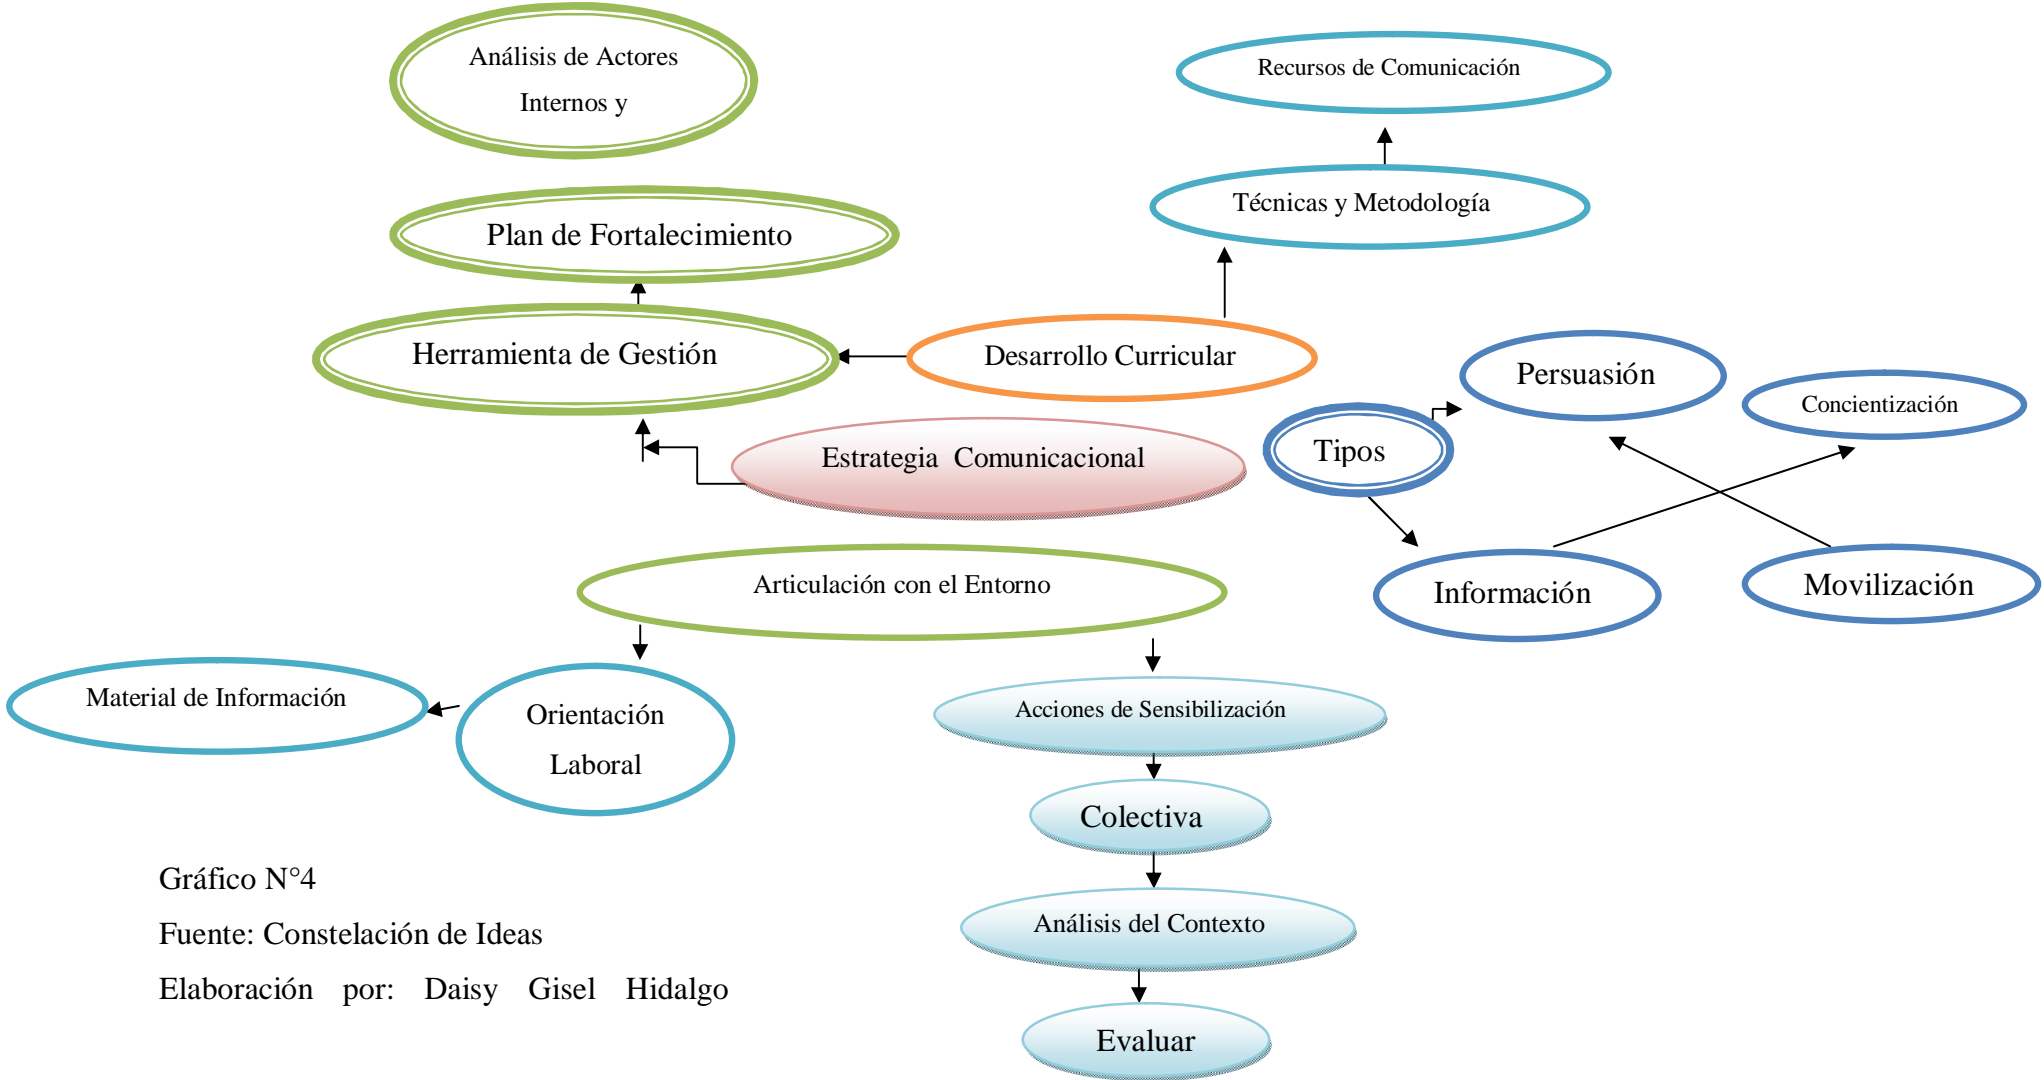 Análisis de Actores
Internos y
Recursos de Comunicación
Técnicas y Metodología
Plan de Fortalecimiento
Herramienta de Gestión
Desarrollo Curricular
Persuasión
Concientización
Tipos
Estrategia Comunicacional
Información
Movilización
Articulación con el Entorno
Material de Información
Orientación
Laboral
Acciones de Sensibilización
Colectiva
Análisis del Contexto
Evaluar
Gráfico N°4
Fuente: Constelación de Ideas
Elaboración por: Daisy Gisel Hidalgo